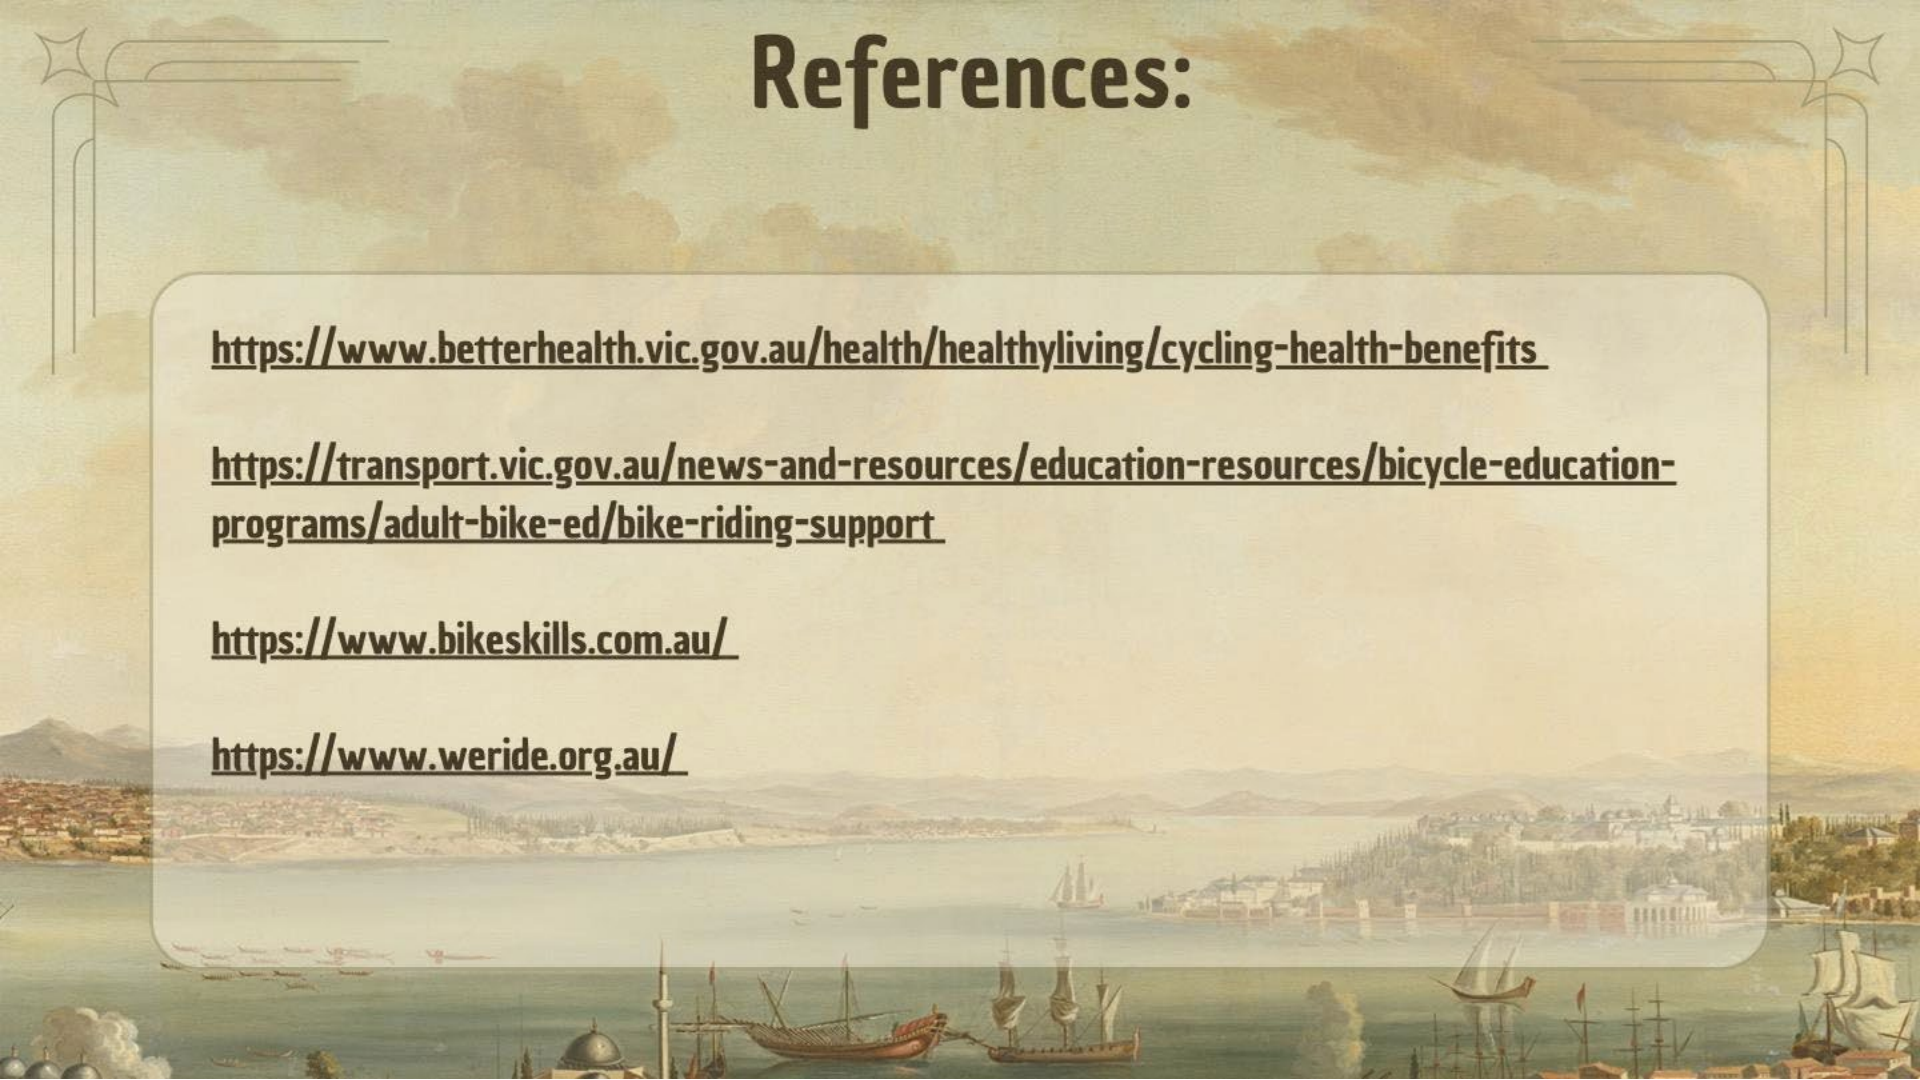 References:
https://www.betterhealth.vic.gov.au/health/healthyliving/cycling-health-benefits
https://transport.vic.gov.au/news-and-resources/education-resources/bicycle-education-
programs/adult-bike-ed/bike-riding-support
https://www.bikeskills.com.au/
https://www.weride.org.au/